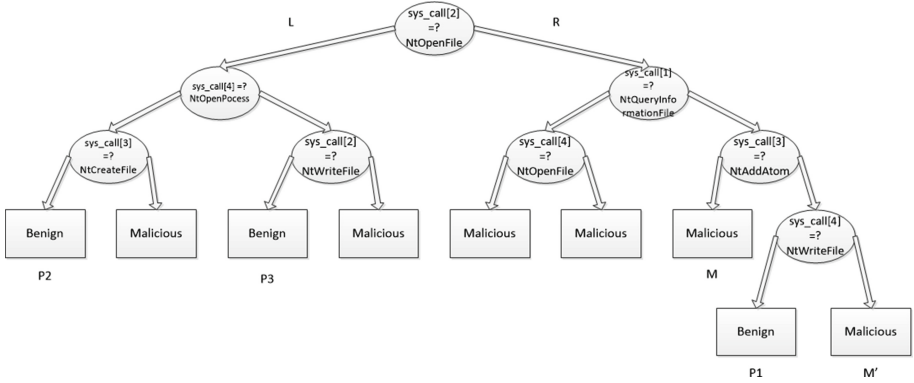 L
R
sys_call[2]
=?
NtOpenFile
sys_call[4] =?
NtOpenPocess
sys_call[1]
=?
NtQueryInfo
rmationFile
sys_call[3]
=?
NtCreateFile
sys_call[2]
=?
NtWriteFile
sys_call[4]
=?
NtOpenFile
sys_call[3]
=?
NtAddAtom
Benign
Malicious
Benign
Malicious
Malicious
Malicious
Malicious
sys_call[4]
=?
NtWriteFile
P2
P3
M
Benign
Malicious
P1
M’